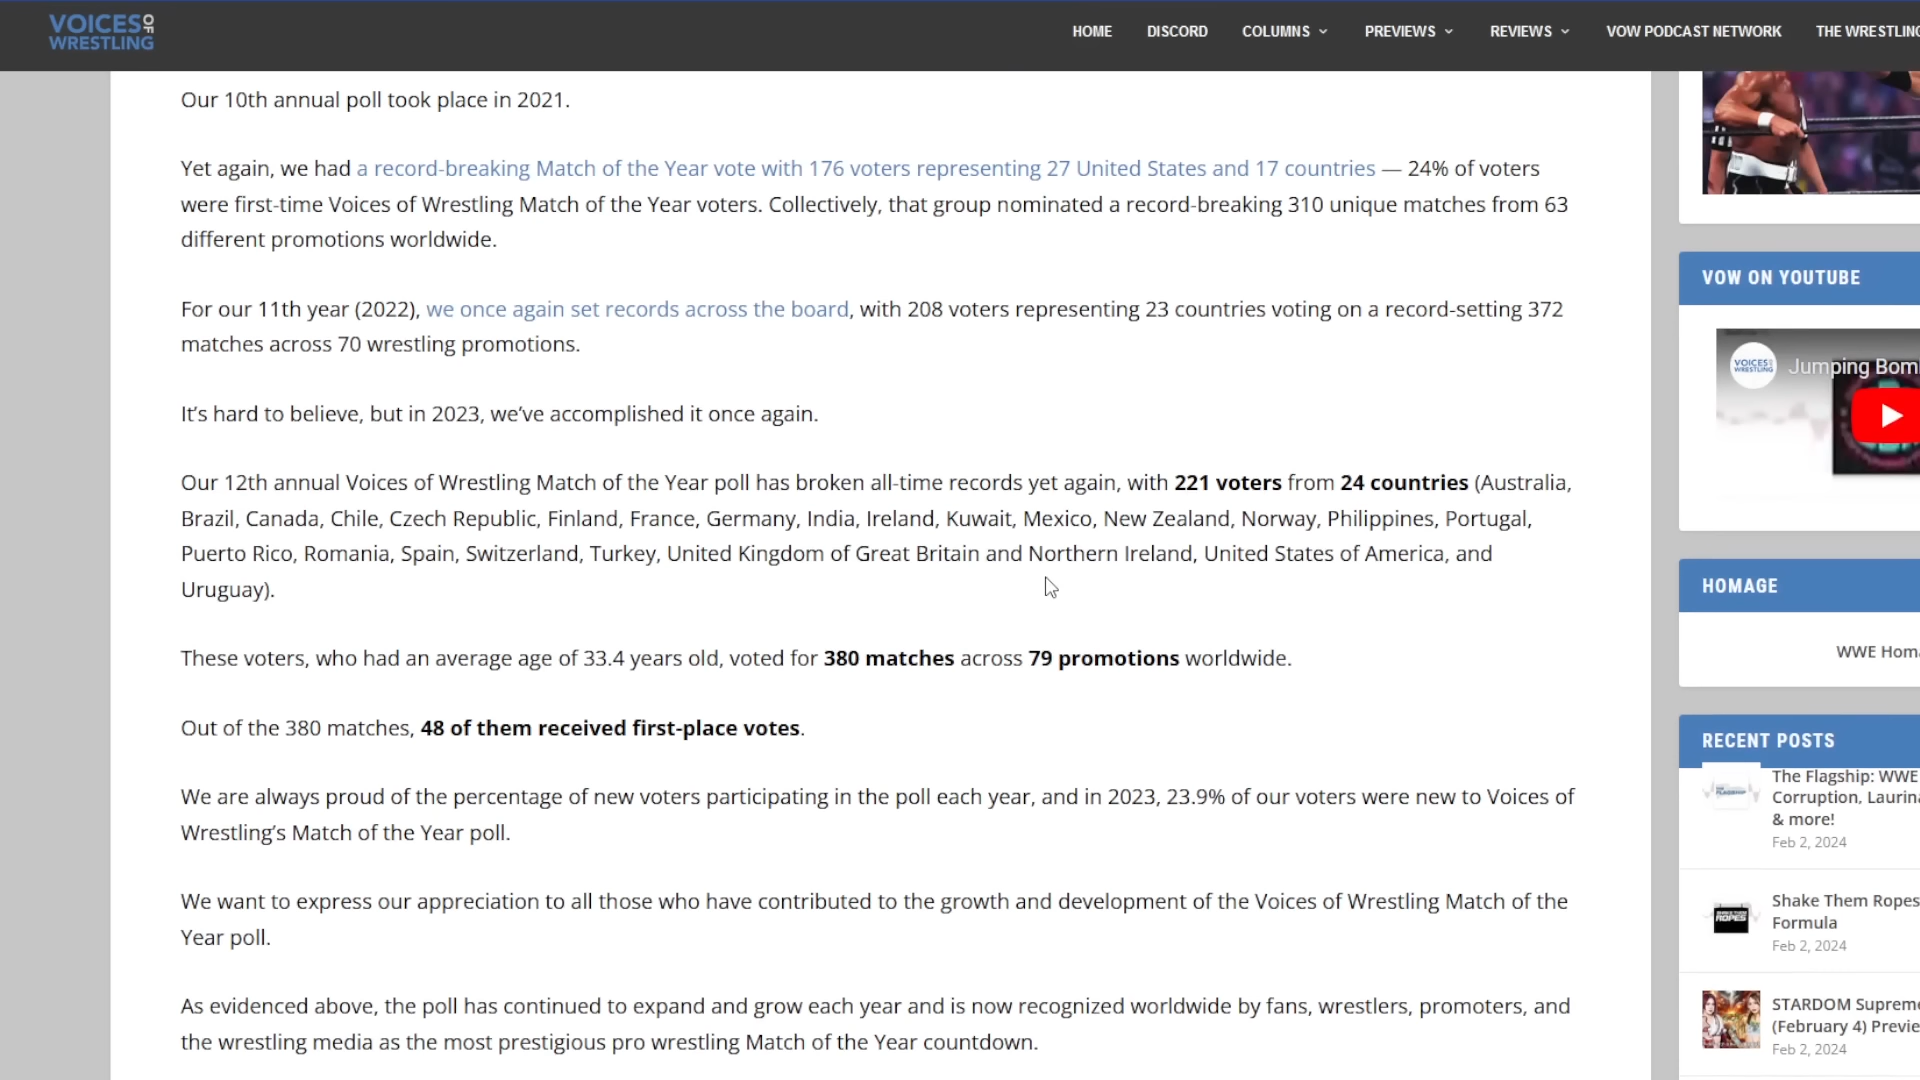 VOICES OF
WRESTLING
HOME
DISCORD
COLUMNS
PREVIEWS
REVIEWS
VOW PODCAST NETWORK
THE WRESTLING
Our 10th annual poll took place in 2021.
Yet again, we had a record-breaking Match of the Year vote with 176 voters representing 27 United States and 17 countries — 24% of voters
were first-time Voices of Wrestling Match of the Year voters. Collectively, that group nominated a record-breaking 310 unique matches from 63
different promotions worldwide.
For our 11th year (2022), we once again set records across the board, with 208 voters representing 23 countries voting on a record-setting 372
matches across 70 wrestling promotions.
It’s hard to believe, but in 2023, we’ve accomplished it once again.
Our 12th annual Voices of Wrestling Match of the Year poll has broken all-time records yet again, with 221 voters from 24 countries (Australia,
Brazil, Canada, Chile, Czech Republic, Finland, France, Germany, India, Ireland, Kuwait, Mexico, New Zealand, Norway, Philippines, Portugal,
Puerto Rico, Romania, Spain, Switzerland, Turkey, United Kingdom of Great Britain and Northern Ireland, United States of America, and
Uruguay).
These voters, who had an average age of 33.4 years old, voted for 380 matches across 79 promotions worldwide.
Out of the 380 matches, 48 of them received first-place votes.
We are always proud of the percentage of new voters participating in the poll each year, and in 2023, 23.9% of our voters were new to Voices of
Wrestling’s Match of the Year poll.
We want to express our appreciation to all those who have contributed to the growth and development of the Voices of Wrestling Match of the
Year poll.
As evidenced above, the poll has continued to expand and grow each year and is now recognized worldwide by fans, wrestlers, promoters, and
the wrestling media as the most prestigious pro wrestling Match of the Year countdown.
VOW ON YOUTUBE
VOICES OF
WRESTLING
Jumping Bom
HOMAGE
WWE Homa
RECENT POSTS
The Flagship: WWE
Corruption, Laurina
& more!
Feb 2, 2024
SHAKE THEM
ROPES
Shake Them Ropes
Formula
Feb 2, 2024
STARDOM Supreme
(February 4) Previe
Feb 2, 2024